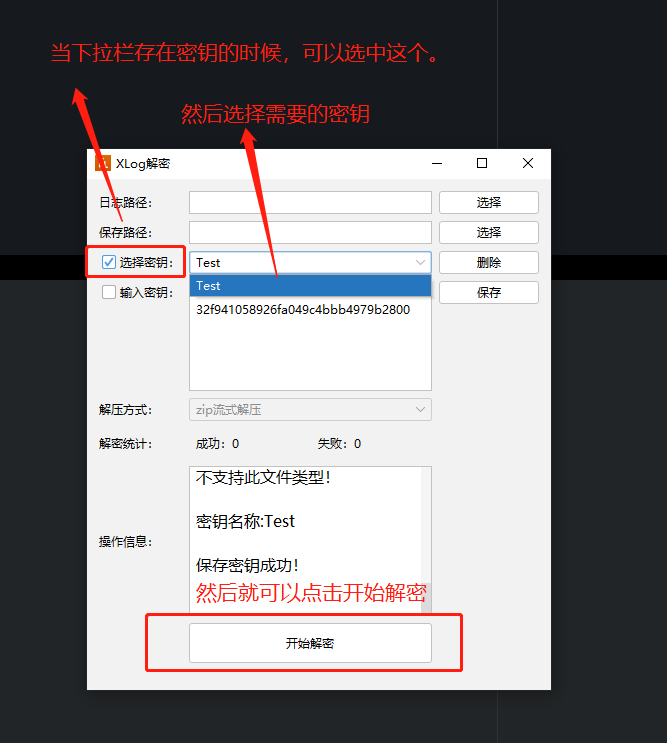 当下拉栏存在密钥的时候，可以选中这个。
然后选择需要的密钥
XLog解密
日志路径：
选择
保存路径：
选择
选择密钥：
Test
删除
Test
输入密钥：
保存
32f941058926fa049c4bbb4979b2800
解压方式：
zip流式解压
解密统计：
成功：0
失败：0
不支持此文件类型！
密钥名称:Test
操作信息：
保存密钥成功！
然后就可以点击开始解密
开始解密